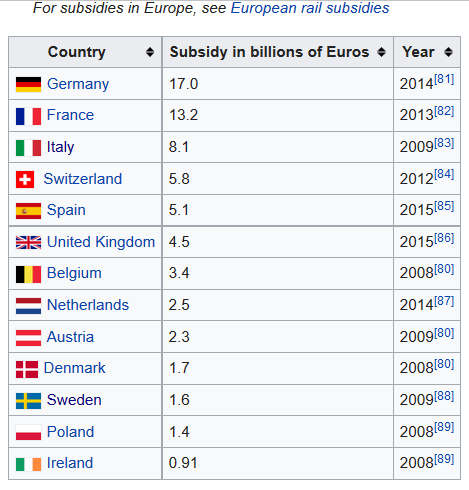 For subsidies in Europe, see European rail subsidies
Country Subsidy in billions of Euros Year
Germany 17.0 2014[81]
France 13.2 2013[82]
Italy 8.1 2009[83]
Switzerland 5.8 2012[84]
Spain 5.1 2015[85]
United Kingdom 4.5 2015[86]
Belgium 3.4 2008[80]
Netherlands 2.5 2014[87]
Austria 2.3 2009[80]
Denmark 1.7 2008[80]
Sweden 1.6 2009[88]
Poland 1.4 2008[89]
Ireland 0.91 2008[89]